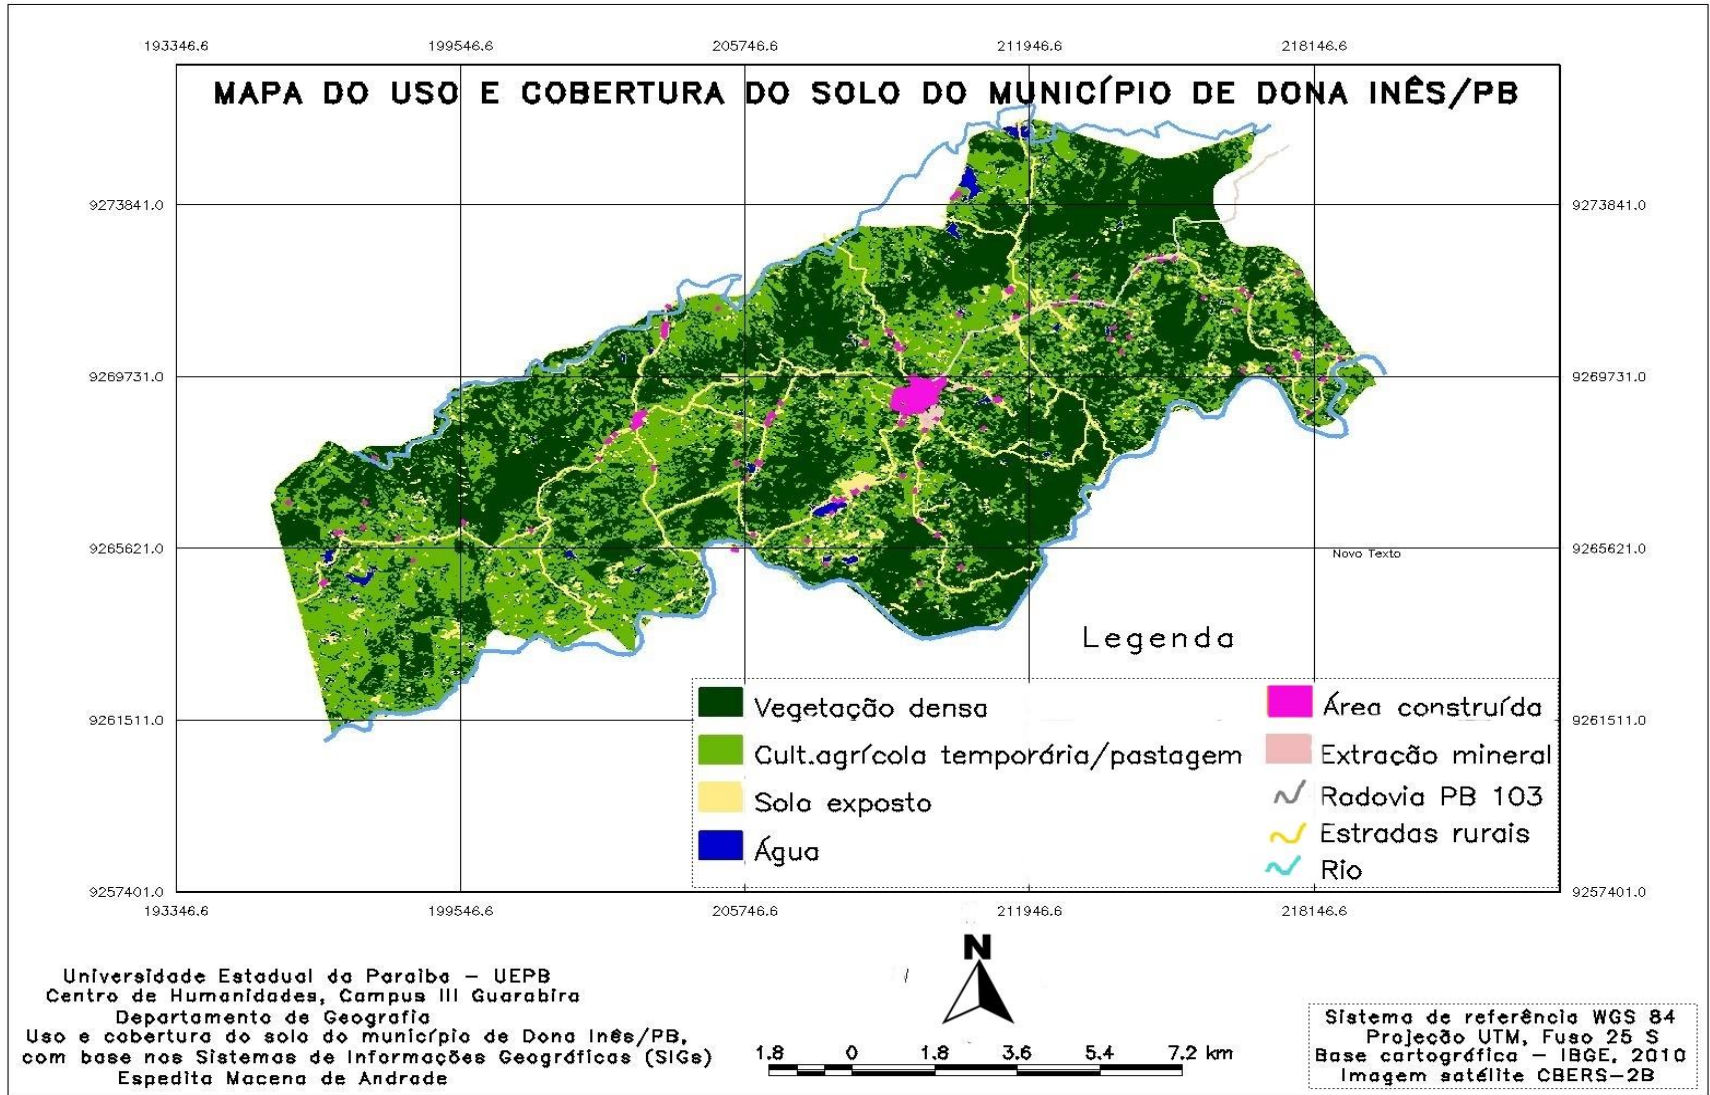 193346.6 199546.6 205746.6 211946.6 218146.6
MAPA DO USO E COBERTURA DO SOLO DO MUNICÍPIO DE DONA INÊS/PB
9273841.0 9273841.0
9269731.0 9269731.0
9265621.0 9265621.0
Novo Texto
Legenda
Vegetação densa
Cult.agrícola temporária/pastagem
Solo exposto
Água
Área construída
Extração mineral
Rodovia PB 103
Estradas rurais
Rio
9261511.0 9261511.0
9257401.0 9257401.0
193346.6 199546.6 205746.6 211946.6 218146.6
N
Universidade Estadual da Paraiba – UEPB
Centro de Humanidades, Campus III Guarabira
Departamento de Geografia
Uso e cobertura do solo do município de Dona Inês/PB,
com base nos Sistemas de Informações Geográficas (SIGs)
Espedita Macena de Andrade
1.8 0 1.8 3.6 5.4 7.2 km
Sistema de referência WGS 84
Projeção UTM, Fuso 25 S
Base cartográfica – IBGE, 2010
Imagem satélite CBERS–2B